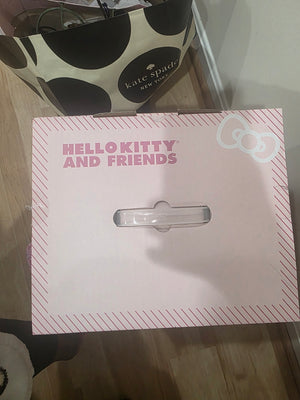 kate spade
NEW YORK
HELLO KITTY
AND FRIENDS